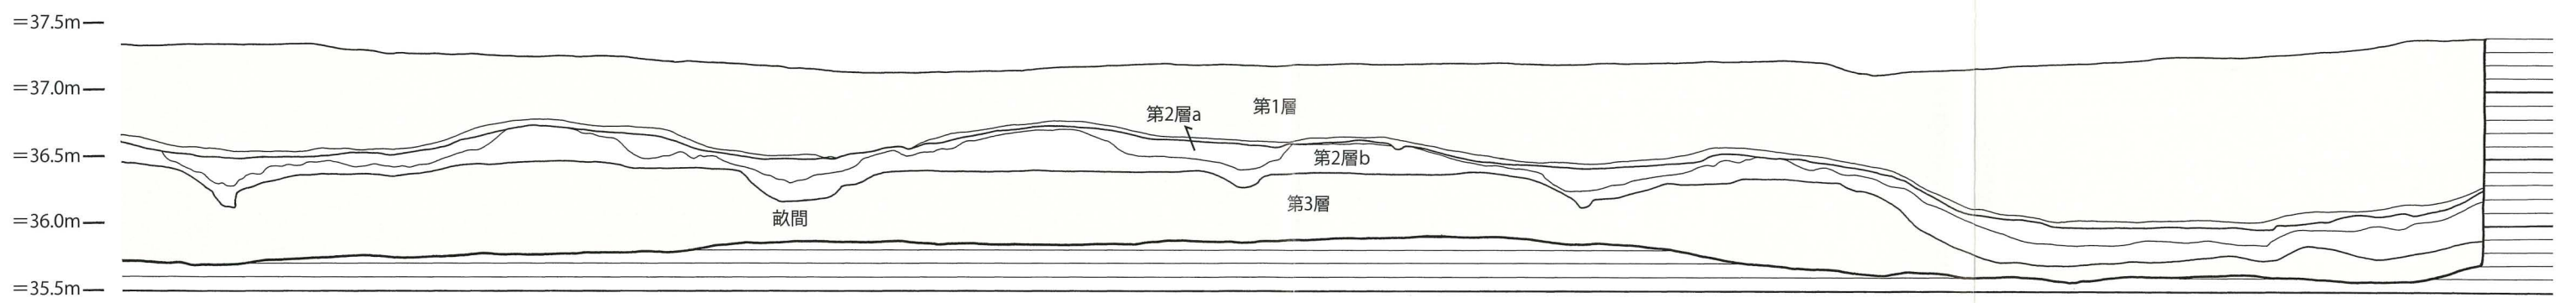 =37.5m
=37.0m
第2層a
第1層
=36.5m
第2層b
第3層
=36.0m
畝間
=35.5m